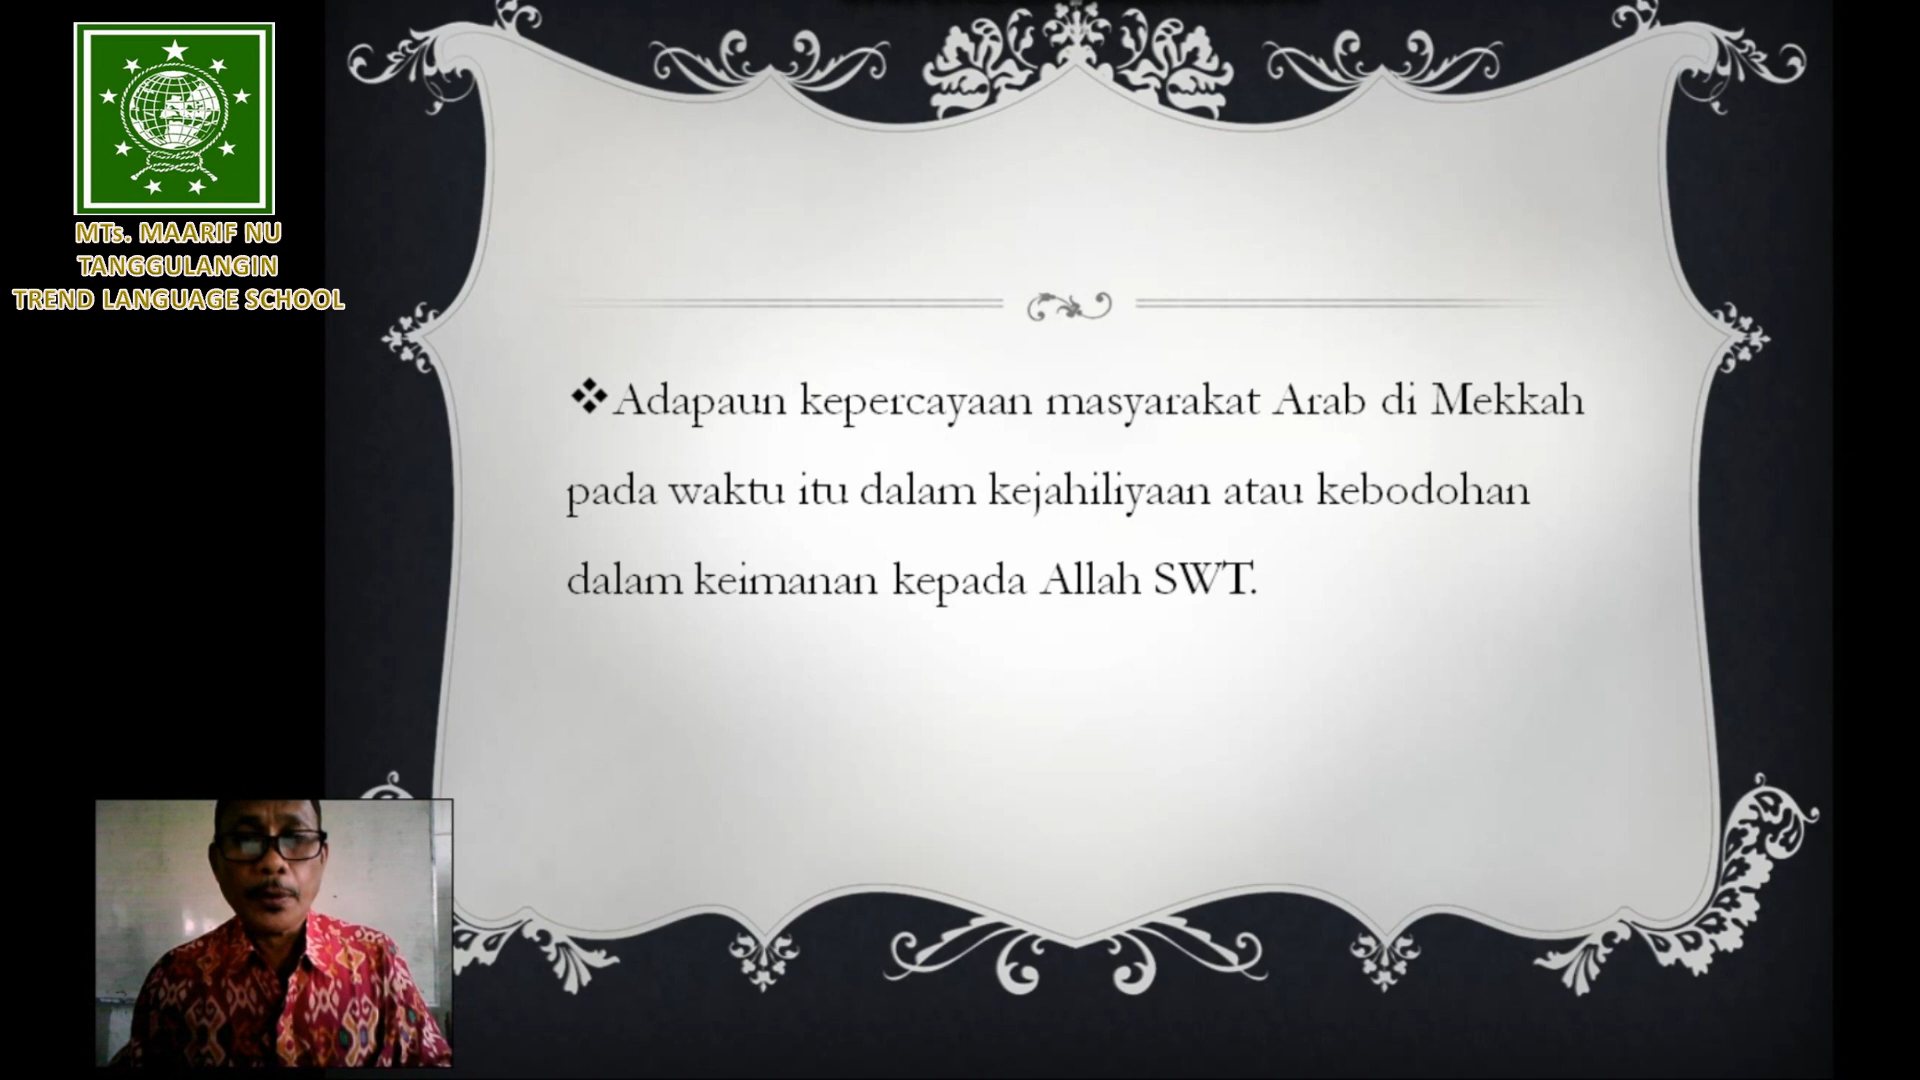 MTs. MAARIF NU
TANGGULANGIN
TREND LANGUAGE SCHOOL
❖Adapaun kepercayaan masyarakat Arab di Mekkah
pada waktu itu dalam kejahiliyaan atau kebodohan
dalam keimanan kepada Allah SWT.